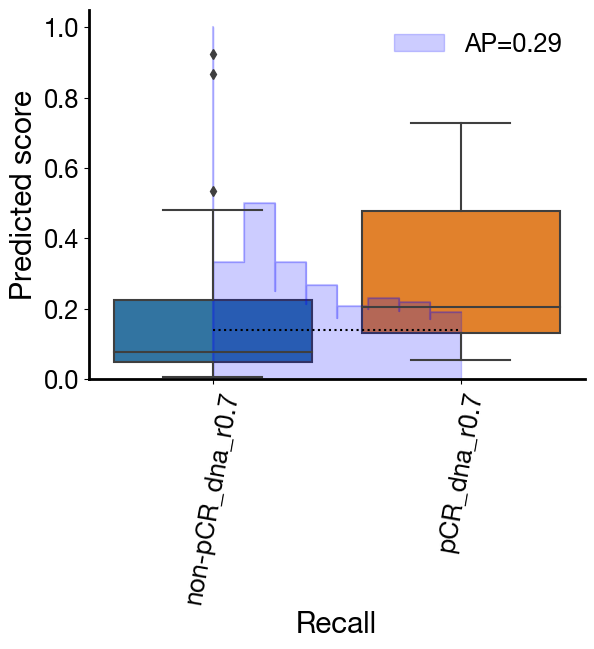 AP=0.29
Predicted score
1.0
0.8
0.6
0.4
0.2
0.0
non-pCR_dna_r0.7
pCR_dna_r0.7
Recall